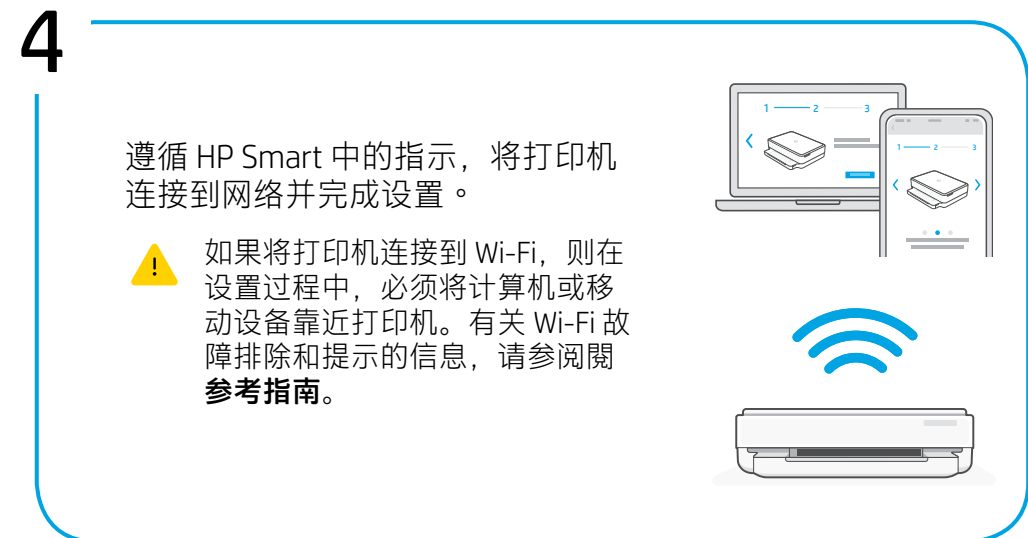 4
遵循 HP Smart 中的指示，将打印机
连接到网络并完成设置。
如果将打印机连接到 Wi-Fi，则在
设置过程中，必须将计算机或移
动设备靠近打印机。有关 Wi-Fi 故
障排除和提示的信息，请参阅閱
参考指南。
1 2 3
1 2 3